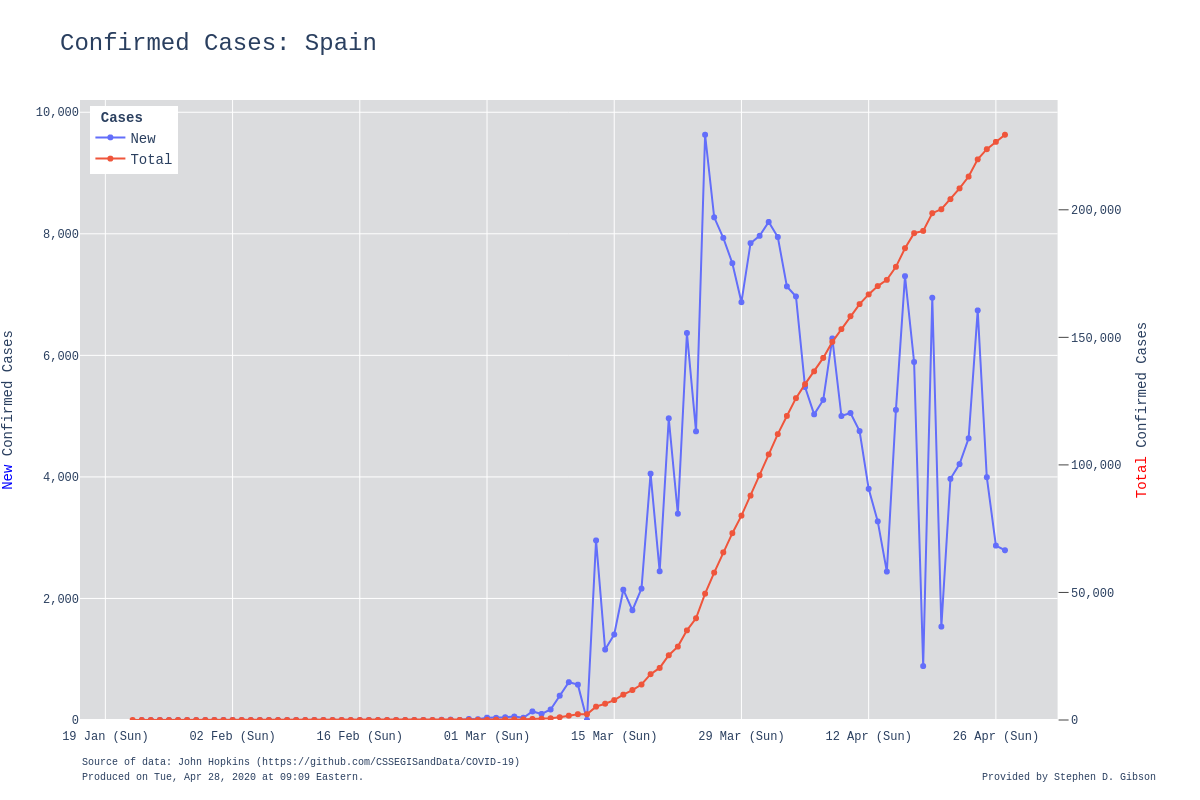 Confirmed Cases: Spain
Cases
New
Total
10,000
8,000
6,000
4,000
2,000
0
New Confirmed Cases
200,000
150,000
100,000
50,000
0
Total Confirmed Cases
19 Jan (Sun) 02 Feb (Sun) 16 Feb (Sun) 01 Mar (Sun) 15 Mar (Sun) 29 Mar (Sun) 12 Apr (Sun) 26 Apr (Sun)
Source of data: John Hopkins (https://github.com/CSSEGISandData/COVID-19)
Produced on Tue, Apr 28, 2020 at 09:09 Eastern.
Provided by Stephen D. Gibson